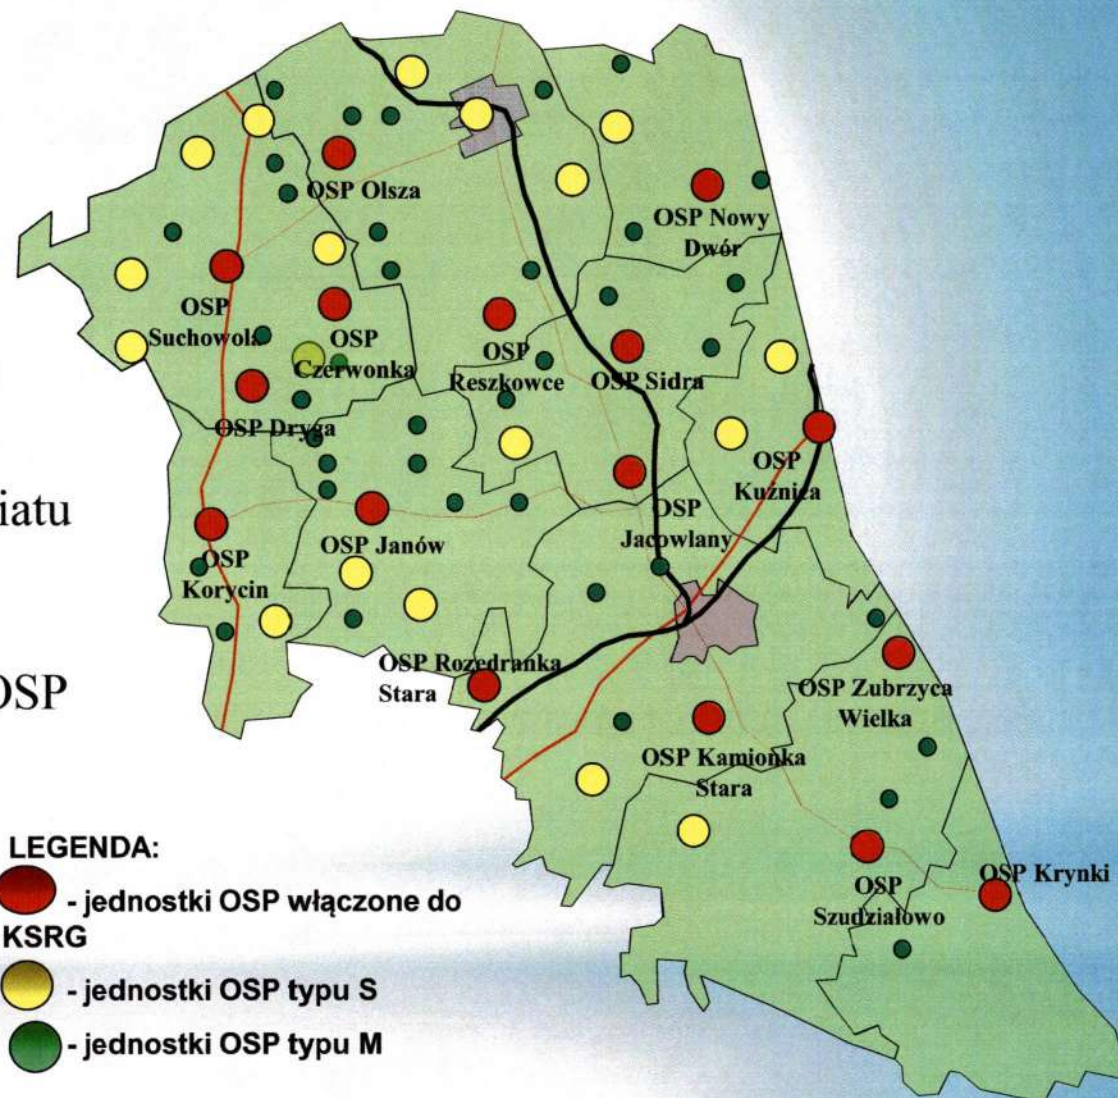 OSP Olsza
OSP Nowy
Dwór
OSP
Suchowola
OSP
Czerwonka
OSP
Reszkowce
OSP Sidra
OSP Dryga
OSP
Kuźnica
iatu
OSP
Jacowlany
OSP Janów
OSP
Korycin
OSP Rozedranka
Stara
OSP Zubrzyca
Wielka
OSP
OSP Kamionka
Stara
LEGENDA:
- jednostki OSP włączone do
KSRG
- jednostki OSP typu S
- jednostki OSP typu M
OSP Krynki
OSP
Szudziałowo